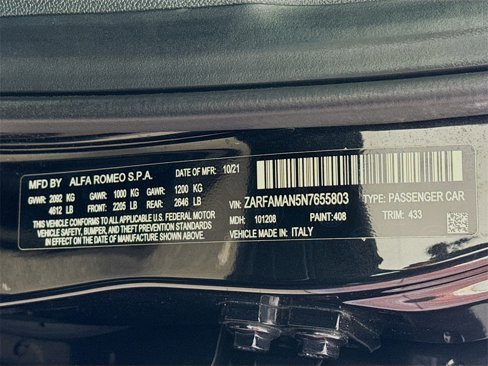 MFD BY ALFA ROMEO S.P.A. DATE OF MFR. 10/21
GVWR: 2092 KG GAWR: 1000 KG GAWR: 1200 KG
4612 LB FRONT: 2205 LB REAR: 2646 LB
THIS VEHICLE CONFORMS TO ALL APPLICABLE U.S. FEDERAL MOTOR
VEHICLE SAFETY, BUMPER, AND THEFT PREVENTION STANDARDS
IN EFFECT ON THE DATE OF MANUFACTURE SHOWN ABOVE.
VIN: ZARFAMAN5N7655803 TYPE: PASSENGER CAR
MDH: 101208 PAINT: 408 TRIM: 433
VEHICLE MADE IN: ITALY